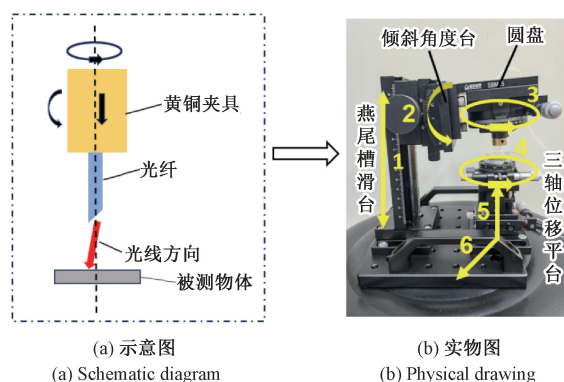 黄铜夹具
光纤
光线方向
被测物体
(a) 示意图
(a) Schematic diagram
倾斜角度台
圆盘
燕尾槽滑台
三轴位移平台
1
2
3
4
5
6
(b) 实物图
(b) Physical drawing